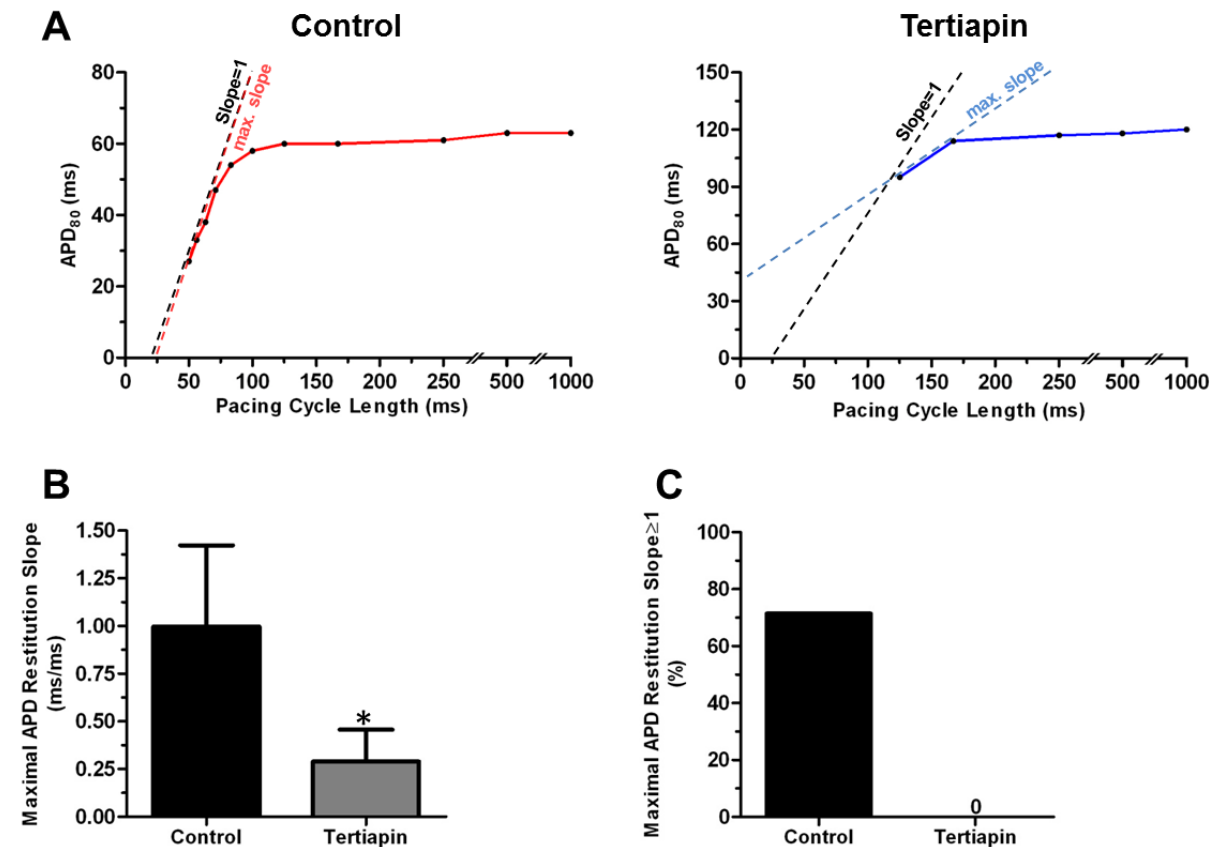 A
Control
Tertiapin
80
60
40
20
0
APD80 (ms)
Slope=1
max. slope
0
50
100
150
200
250
500
1000
Pacing Cycle Length (ms)
150
120
90
60
30
0
APD80 (ms)
Slope=1
max. slope
0
50
100
150
200
250
500
1000
Pacing Cycle Length (ms)
B
Maximal APD Restitution Slope
(ms/ms)
1.50
1.25
1.00
0.75
0.50
0.25
0.00
*
Control
Tertiapin
C
Maximal APD Restitution Slope≥1
(%)
100
80
60
40
20
0
0
Control
Tertiapin